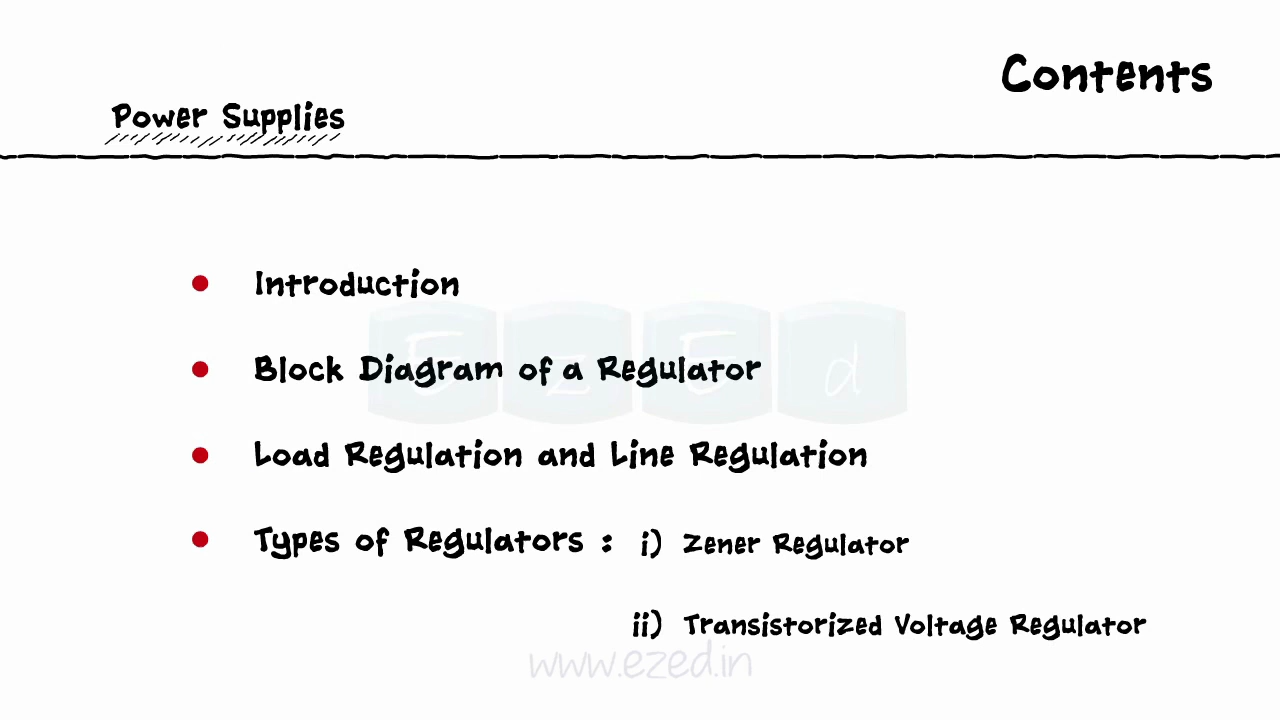 Contents
Power Supplies
Introduction
Block Diagram of a Regulator
Load Regulation and Line Regulation
Types of Regulators : i) Zener Regulator
ii) Transistorized Voltage Regulator
EzEd
www.ezed.in